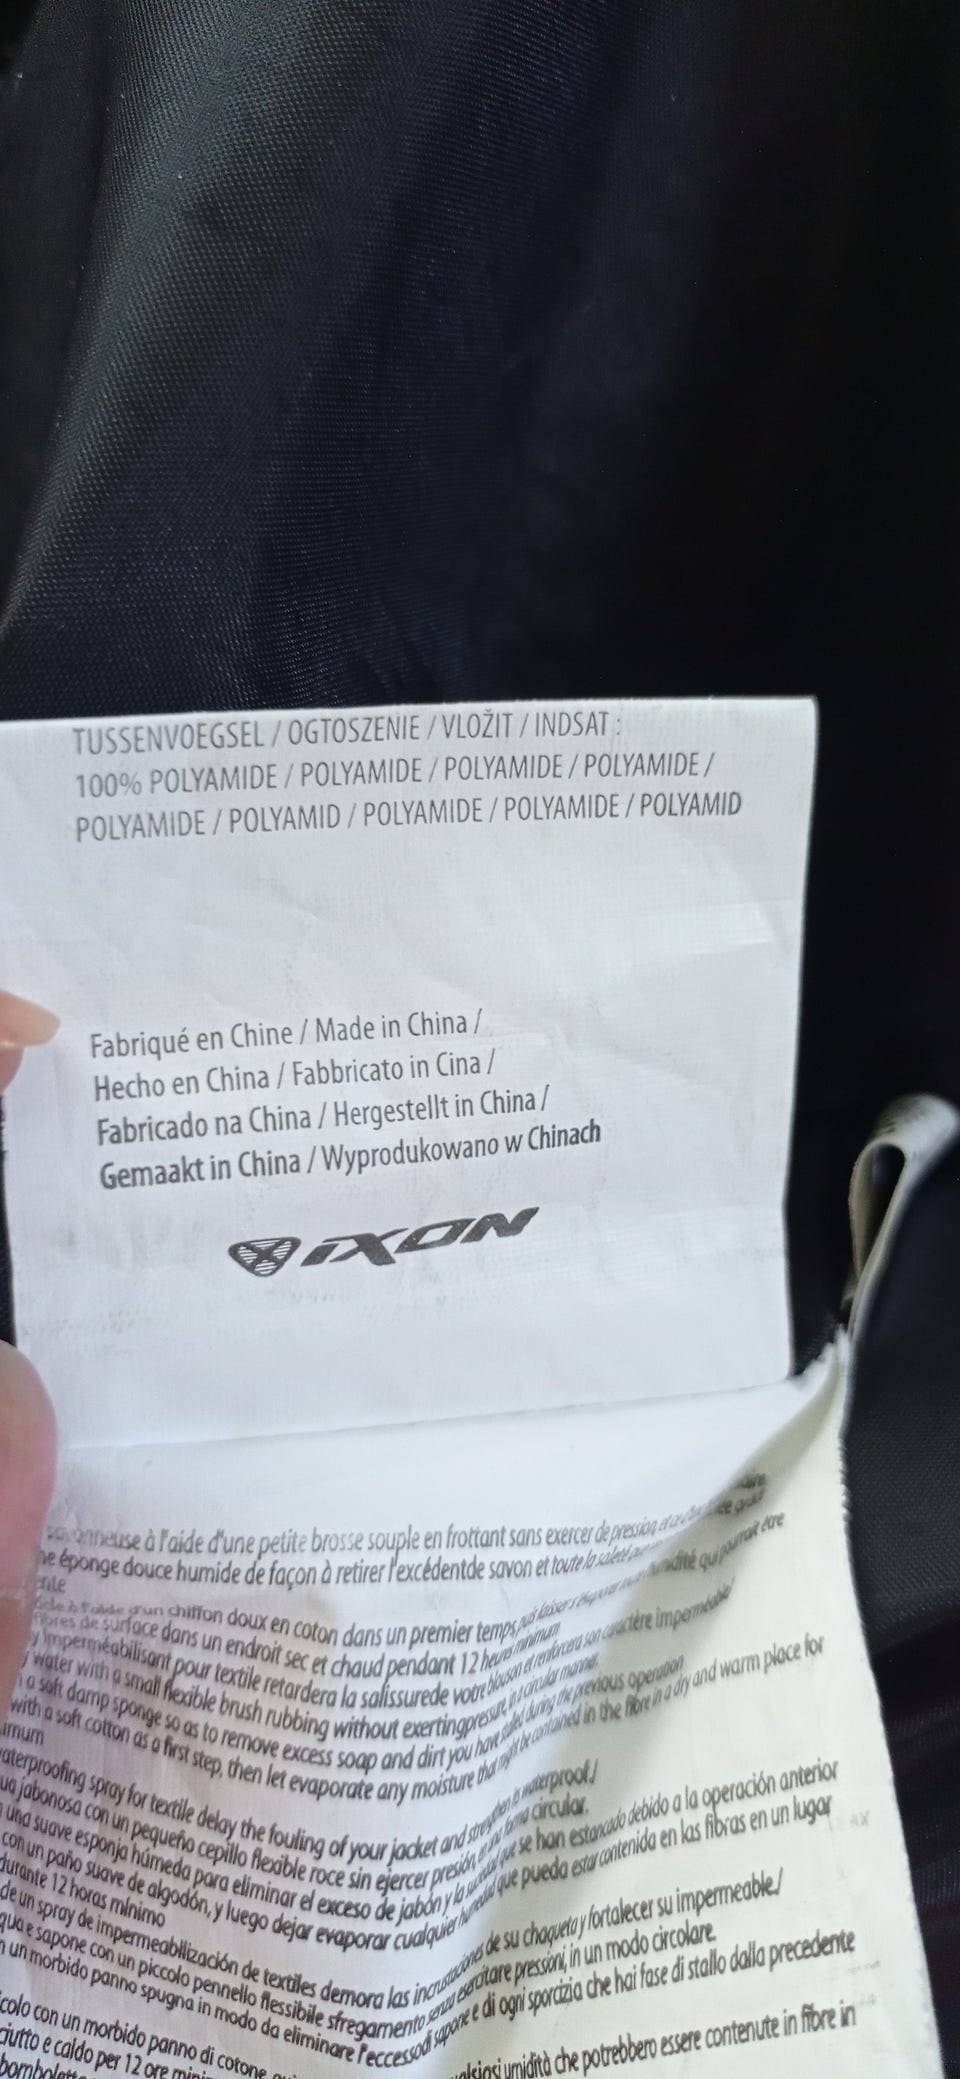 TUSSENVOEGSEL / OGTOSZENIE / VLOŽIT / INDSAT :
100% POLYAMIDE / POLYAMIDE / POLYAMIDE / POLYAMIDE /
POLYAMIDE / POLYAMID / POLYAMIDE / POLYAMIDE / POLYAMID
Fabriqué en Chine / Made in China /
Hecho en China / Fabbricato in Cina /
Fabricado na China / Hergestellt in China /
Gemaakt in China / Wyprodukowano w Chinach
IXON
à l'aide d'une petite brosse souple en frottant sans exercer de pression,
éponge douce humide de façon à retirer l'excédentde savon et toute la saleté qui pourrait être
d'un chiffon doux en coton dans un premier temps, puis
fibres de surface dans un endroit sec et chaud pendant 12 heures minimum
imperméabilisant pour textile retardera la salissurede votre blouson et renforcera son caractère imperméable/
water with a small flexible brush rubbing without exertingpressure, in a circular manner.
a soft damp sponge so as to remove excess soap and dirt you have stalled during the previous operation
with a soft cotton as a first step, then let evaporate any moisture that might be contained in the fibre in a dry and warm place for
imum
aterproofing spray for textile delay the fouling of your jacket and strengthen is waterproof./
ua jabonosa con un pequeño cepillo flexible roce sin ejercer presión, en una forma circular.
una suave esponja húmeda para eliminar el exceso de jabón y la suciedad que se han estancado debido a la operación anterior
con un paño suave de algodón, y luego dejar evaporar cualquier humedad que pueda estar contenida en las fibras en un lugar
durante 12 horas mínimo
de un spray de impermeabilización de textiles demora las incrustaciones de su chaqueta y fortalecer su impermeable./
qua e sapone con un piccolo pennello flessibile sfregamento senza esercitare pressioni, in un modo circolare.
un morbido panno spugna in modo da eliminare l'eccessodi sapone e di ogni sporcizia che hai fase di stallo dalla precedente
colo con un morbido panno di cotone umidità che potrebbero essere contenute in fibre in
ciutto e caldo per 12 ore